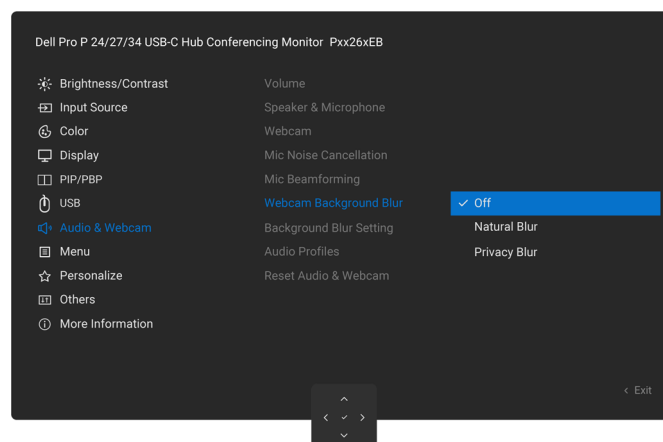 Dell Pro P 24/27/34 USB-C Hub Conferencing Monitor Pxx26xEB
Brightness/Contrast
Input Source
Color
Display
PIP/PBP
USB
Audio & Webcam
Menu
Personalize
Others
More Information
Volume
Speaker & Microphone
Webcam
Mic Noise Cancellation
Mic Beamforming
Webcam Background Blur
Background Blur Setting
Audio Profiles
Reset Audio & Webcam
Off
Natural Blur
Privacy Blur
Exit